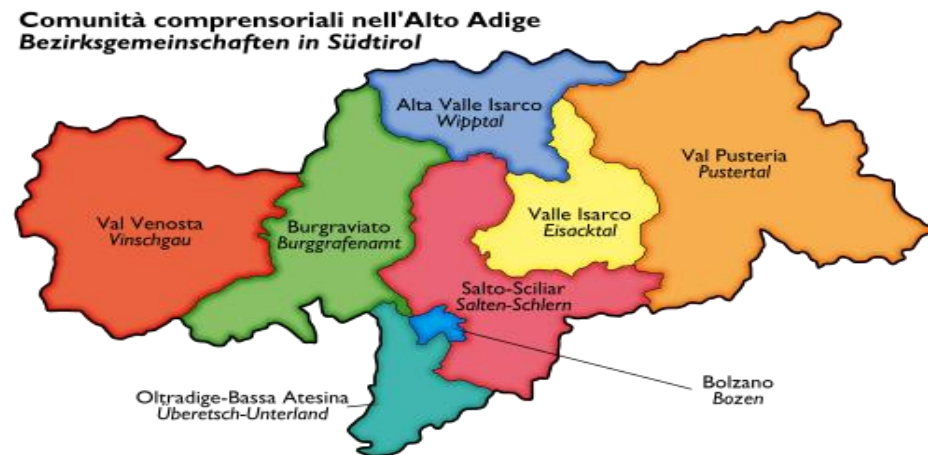 Comunità comprensoriali nell'Alto Adige
Bezirksgemeinschaften in Südtirol
Alta Valle Isarco
Wipptal
Val Pusteria
Pustertal
Val Venosta
Vinschgau
Burgraviato
Burggrafenamt
Valle Isarco
Eisacktal
Salto-Sciliar
Salten-Schlern
Bolzano
Bozen
Oltradige-Bassa Atesina
Überetsch-Unterland